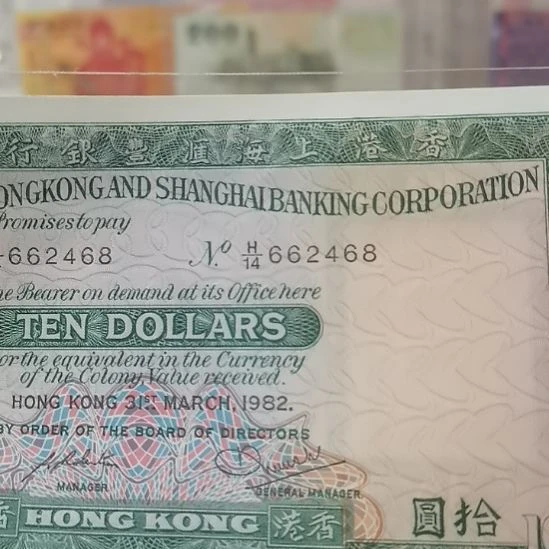 行銀豐滙海上港香
ONGKONG AND SHANGHAI BANKING CORPORATION
Promises to pay
662468 Nº H/14 662468
he Bearer on demand at its Office here
TEN DOLLARS
or the equivalent in the Currency
of the Colony Value received.
HONG KONG 31ST MARCH, 1982.
BY ORDER OF THE BOARD OF DIRECTORS
MANAGER
GENERAL MANAGER
HONG KONG 港香
圓拾